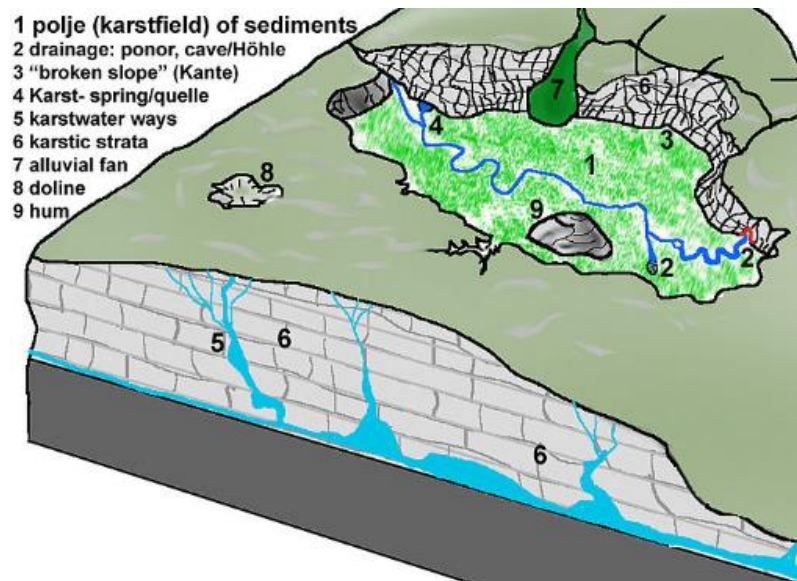 1 polje (karstfield) of sediments
2 drainage: ponor, cave/Höhle
3 "broken slope" (Kante)
4 Karst- spring/quelle
5 karstwater ways
6 karstic strata
7 alluvial fan
8 doline
9 hum
7
6
4
3
1
8
9
2
2
5
6
6